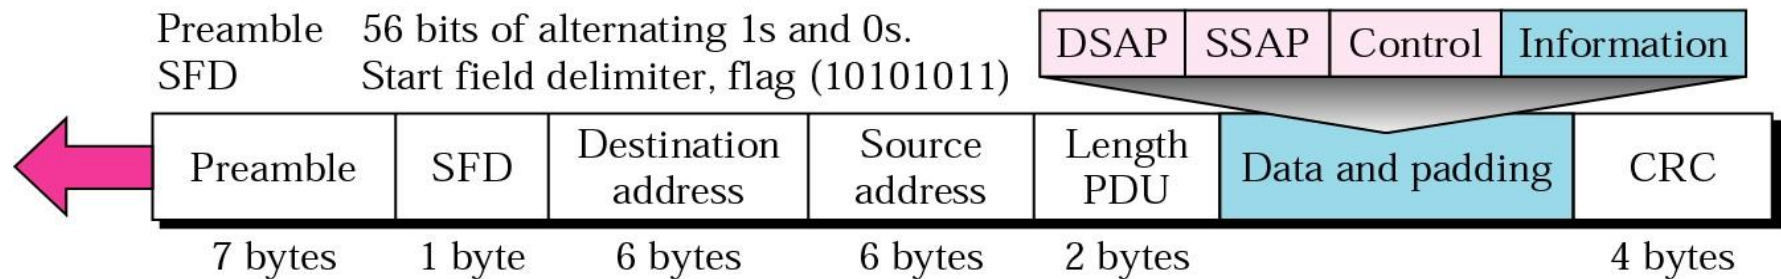 Preamble 56 bits of alternating 1s and 0s.
SFD Start field delimiter, flag (10101011)
DSAP SSAP Control Information
Preamble SFD Destination address Source address Length PDU Data and padding CRC
7 bytes 1 byte 6 bytes 6 bytes 2 bytes 4 bytes